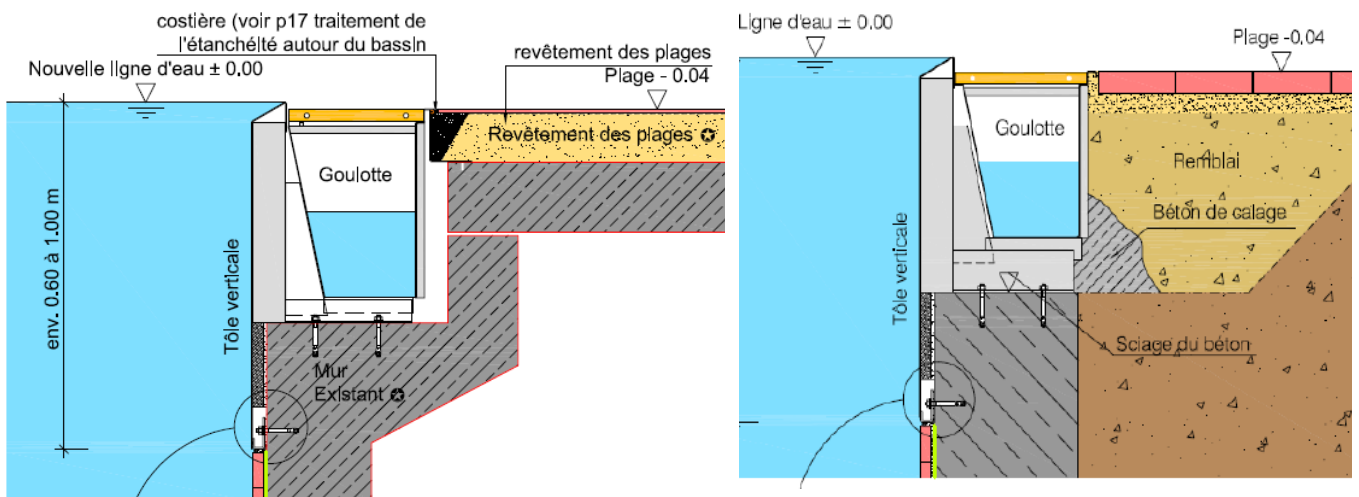 costière (voir p17 traitement de
l'étanchéité autour du bassin
revêtement des plages
Nouvelle ligne d'eau ± 0,00
Plage - 0.04
Revêtement des plages ✪
Goulotte
env. 0.60 à 1.00 m
Tôle verticale
Mur
Existant ✪
Ligne d'eau ± 0,00
Plage -0.04
Goulotte
Remblai
Béton de calage
Tôle verticale
Sciage du béton